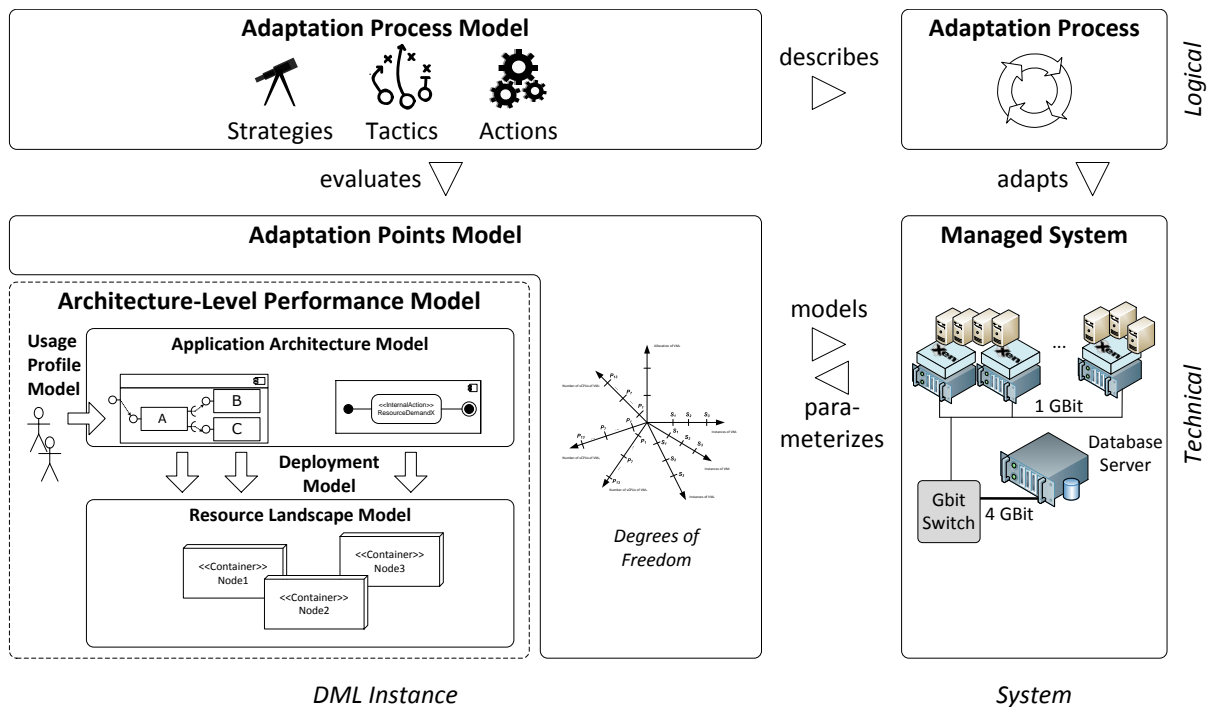 Adaptation Process Model
Strategies
Tactics
Actions
describes
Adaptation Process
Logical
evaluates
adapts
Adaptation Points Model
Architecture-Level Performance Model
Usage
Profile
Model
Application Architecture Model
A
B
C
<<InternalAction>>
ResourceDemandX
Deployment
Model
Resource Landscape Model
<<Container>>
Node1
<<Container>>
Node2
<<Container>>
Node3
Degrees of
Freedom
models
para-
meterizes
Managed System
Xen
Xen
...
Xen
1 GBit
Database
Server
Gbit
Switch
4 GBit
Technical
DML Instance
System